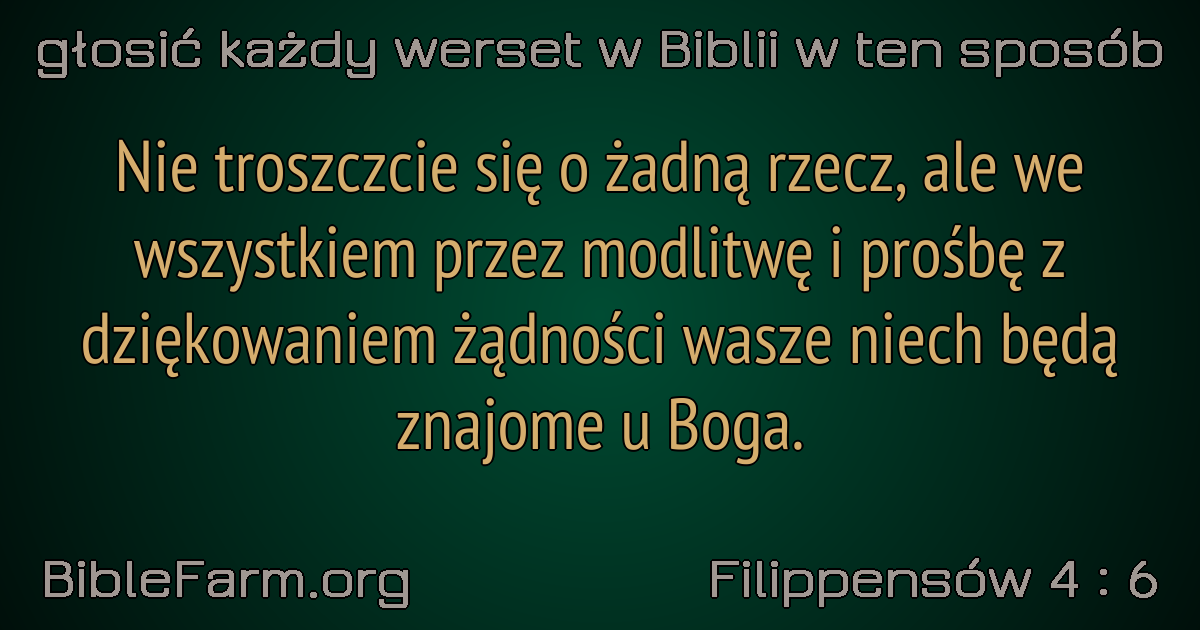 głosić każdy werset w Biblii w ten sposób
Nie troszczcie się o żadną rzecz, ale we
wszystkiem przez modlitwę i prośbę z
dziękowaniem żądności wasze niech będą
znajome u Boga.
BibleFarm.org
Filippensów 4 : 6